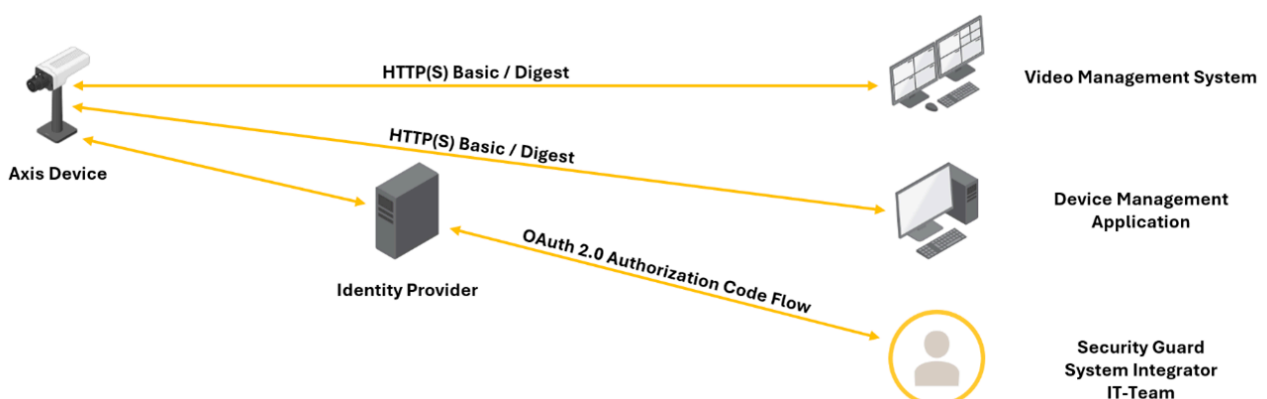 HTTP(S) Basic / Digest
Video Management System
HTTP(S) Basic / Digest
Axis Device
Device Management
Application
OAuth 2.0 Authorization Code Flow
Identity Provider
Security Guard
System Integrator
IT-Team